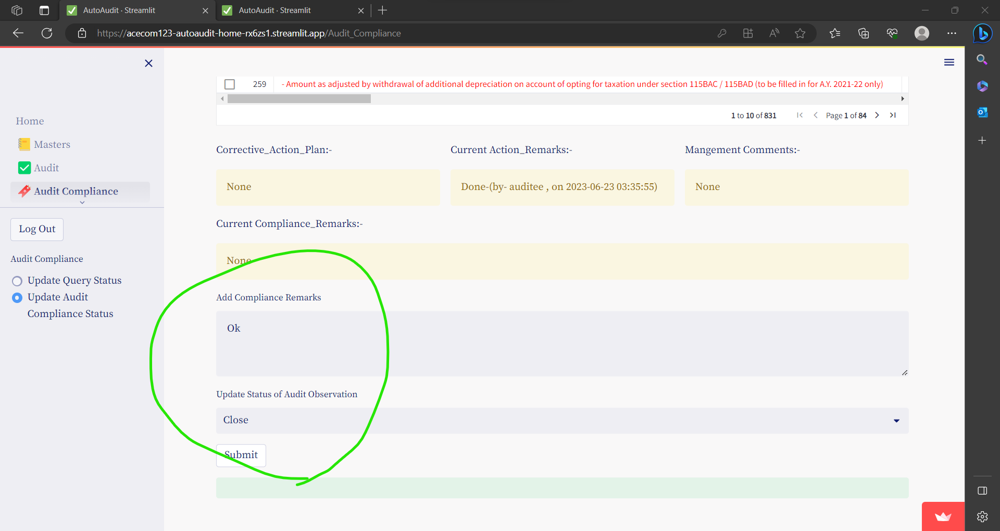 AutoAudit · Streamlit
AutoAudit · Streamlit
https://acecom123-autoaudit-home-rx6zs1.streamlit.app/Audit_Compliance
259 - Amount as adjusted by withdrawal of additional depreciation on account of opting for taxation under section 115BAC / 115BAD (to be filled in for A.Y. 2021-22 only)
1 to 10 of 831 Page 1 of 84
Home
Masters
Audit
Audit Compliance
Log Out
Audit Compliance
Update Query Status
Update Audit
Compliance Status
Corrective_Action_Plan:- Current Action_Remarks:- Mangement Comments:-
None Done-(by- auditee , on 2023-06-23 03:35:55) None
Current Compliance_Remarks:-
None
Add Compliance Remarks
Ok
Update Status of Audit Observation
Close
Submit